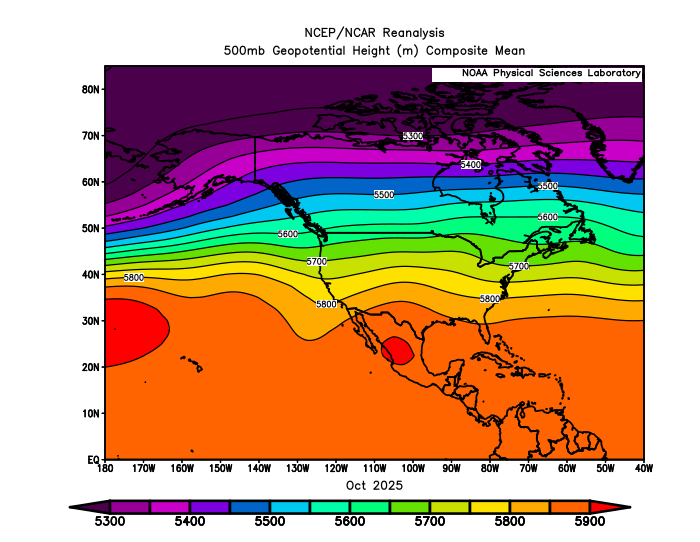 NCEP/NCAR Reanalysis
500mb Geopotential Height (m) Composite Mean
NOAA Physical Sciences Laboratory
80N
70N
5300
5400
60N
5500
5500
5600
50N
5600
5700
5700
40N
5800
5800
5800
30N
20N
10N
EQ
180 170W 160W 150W 140W 130W 120W 110W 100W 90W 80W 70W 60W 50W 40W
Oct 2025
5300 5400 5500 5600 5700 5800 5900